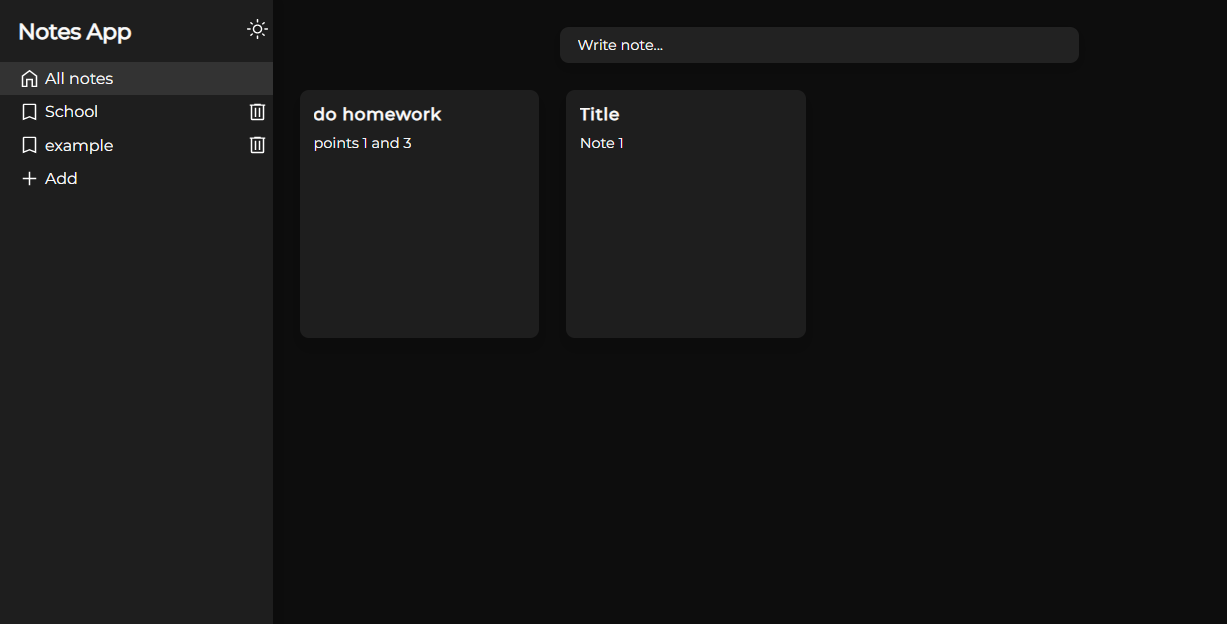 Notes App
All notes
School
example
Add
Write note...
do homework
points 1 and 3
Title
Note 1